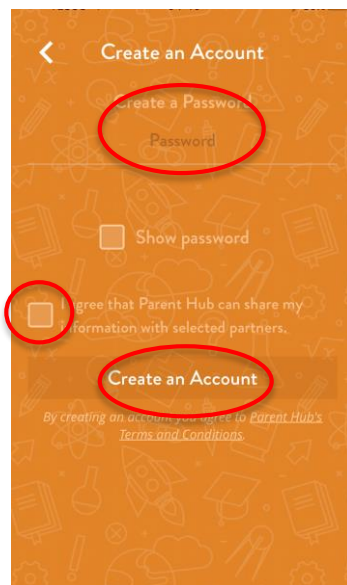 Create an Account
Create a Password
Password
Show password
I agree that Parent Hub can share my
information with selected partners.
Create an Account
By creating an account you agree to Parent Hub's
Terms and Conditions.